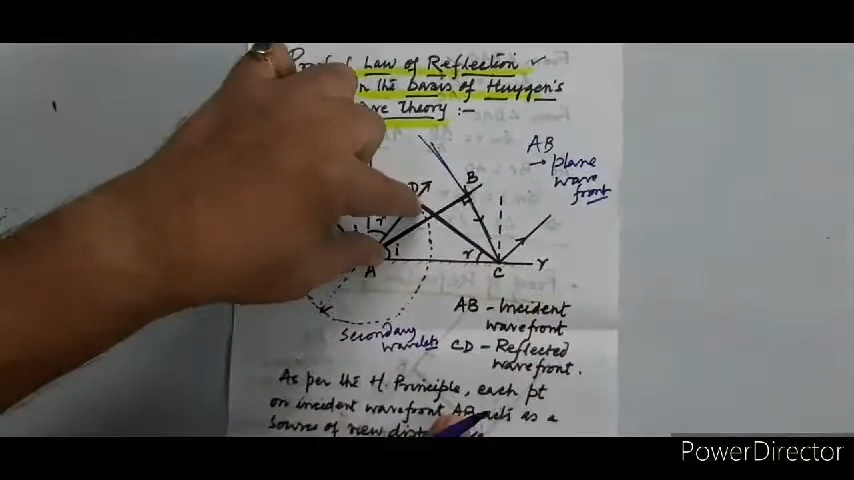 Law of Reflection
n the basis of Huygen's
ve Theory :-
AB
→ plane
wave
front
B
D
r
i
A
r
C
Y
AB - Incident
wavefront
Secondary
wavelets
CD - Reflected
wavefront.
As per the H. Principle, each pt
on incident wavefront AB acts as a
Source of new
PowerDirector